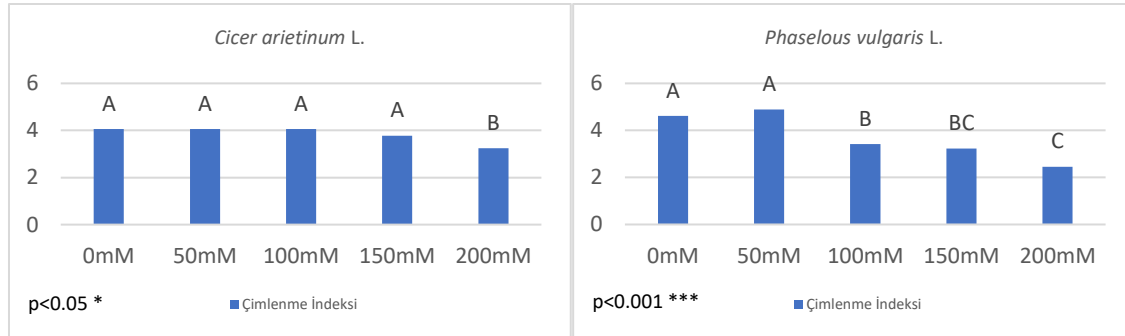 Cicer arietinum L.
6
4
2
0
A
A
A
A
B
0mM 50mM 100mM 150mM 200mM
p<0.05 *
Çimlenme İndeksi
Phaselous vulgaris L.
6
4
2
0
A
A
B
BC
C
0mM 50mM 100mM 150mM 200mM
p<0.001 ***
Çimlenme İndeksi